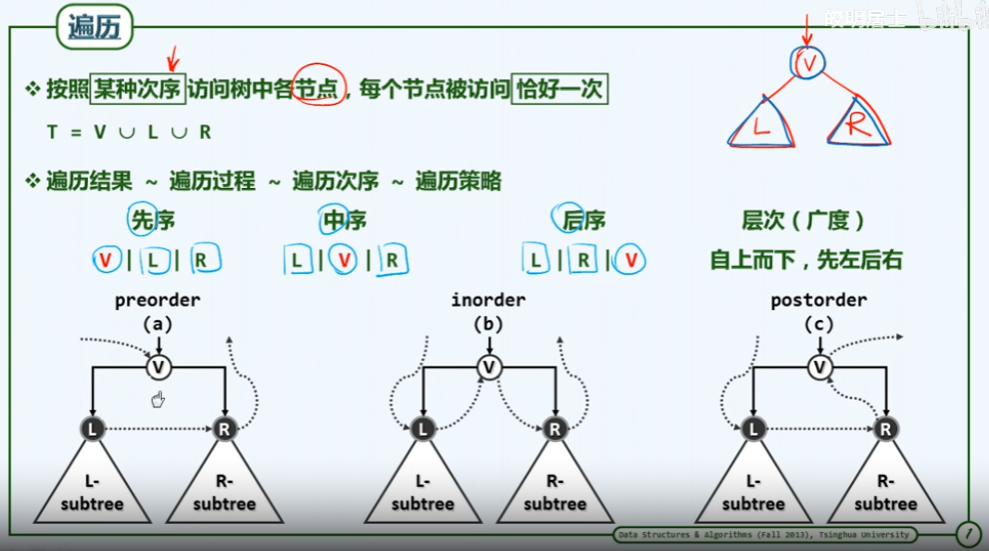 遍历
按照某种次序访问树中各节点，每个节点被访问恰好一次
T = V ∪ L ∪ R
V
L R
遍历结果 ~ 遍历过程 ~ 遍历次序 ~ 遍历策略
先序 中序 后序 层次（广度）
V | L | R L | V | R L | R | V 自上而下，先左后右
preorder inorder postorder
(a) (b) (c)
V V V
L R L R L R
L- R- L- R- L- R-
subtree subtree subtree subtree subtree subtree
Data Structures & Algorithms (Fall 2013), Tsinghua University